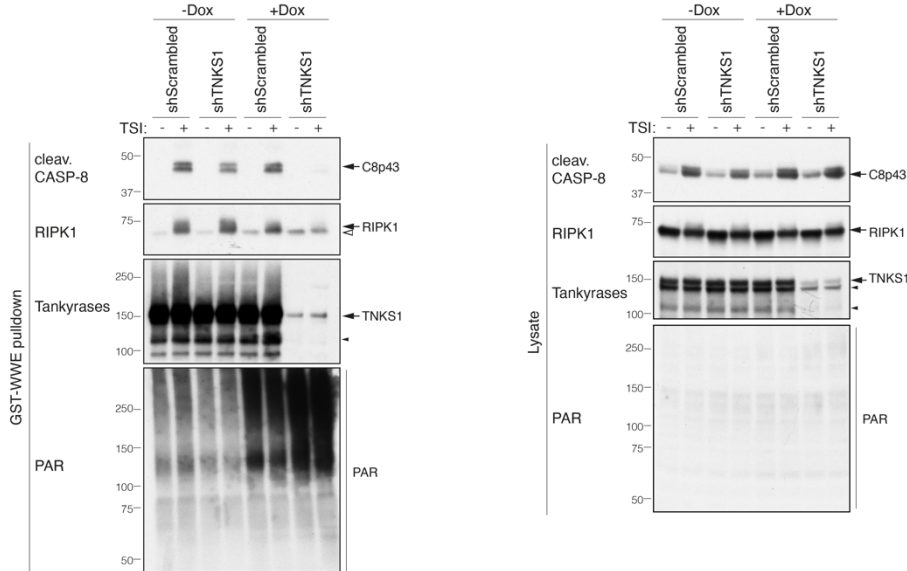 -Dox +Dox
shScrambled shTNKS1 shScrambled shTNKS1
TSI: - + - + - + - +
GST-WWE pulldown
cleav. CASP-8
50
37
C8p43
RIPK1
75
RIPK1
Tankyrases
250
150
100
TNKS1
PAR
250
150
100
75
50
PAR
-Dox +Dox
shScrambled shTNKS1 shScrambled shTNKS1
TSI: - + - + - + - +
Lysate
cleav. CASP-8
50
37
C8p43
RIPK1
75
RIPK1
Tankyrases
150
100
TNKS1
PAR
250
150
100
75
50
PAR